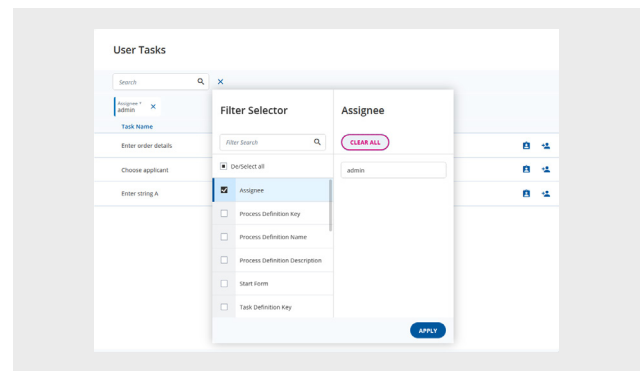 User Tasks
Search
Assignee *
admin
Task Name
Enter order details
Choose applicant
Enter string A
Filter Selector
Filter Search
De/Select all
Assignee
Process Definition Key
Process Definition Name
Process Definition Description
Start Form
Task Definition Key
Assignee
CLEAR ALL
admin
APPLY